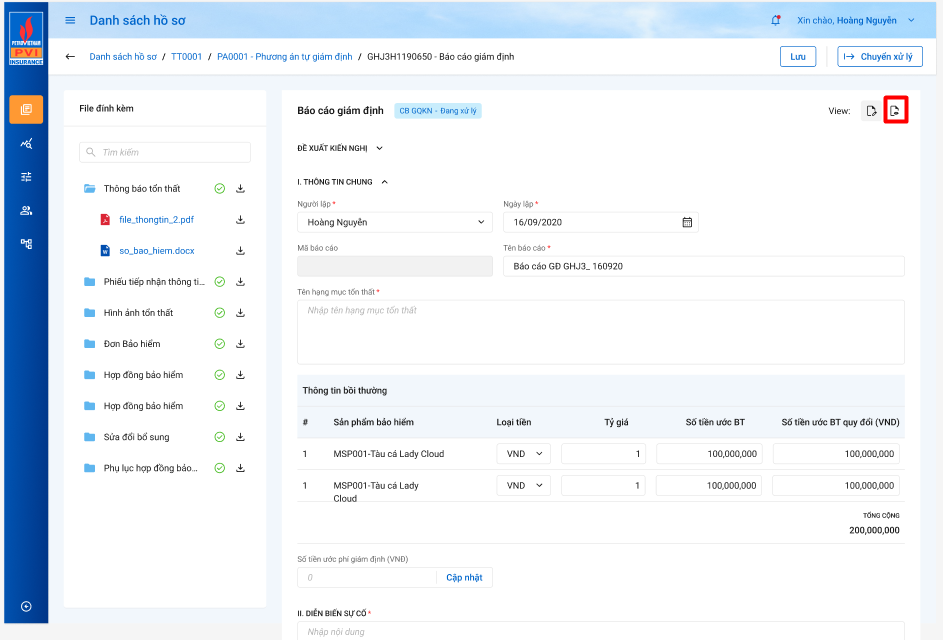 PETROVIETNAM
PVI
INSURANCE
Danh sách hồ sơ
Xin chào, Hoàng Nguyễn
Danh sách hồ sơ / TT0001 / PA0001 - Phương án tự giám định / GHJ3H1190650 - Báo cáo giám định
Lưu
Chuyển xử lý
File đính kèm
Tìm kiếm
Thông báo tổn thất
file_thongtin_2.pdf
so_bao_hiem.docx
Phiếu tiếp nhận thông ti...
Hình ảnh tổn thất
Đơn Bảo hiểm
Hợp đồng bảo hiểm
Hợp đồng bảo hiểm
Sửa đổi bổ sung
Phụ lục hợp đồng bảo...
Báo cáo giám định
CB GQKN - Đang xử lý
View:
ĐỀ XUẤT KIẾN NGHỊ
I. THÔNG TIN CHUNG
Người lập * Ngày lập *
Hoàng Nguyễn 16/09/2020
Mã báo cáo Tên báo cáo *
Báo cáo GĐ GHJ3_ 160920
Tên hạng mục tổn thất *
Nhập tên hạng mục tổn thất
Thông tin bồi thường
# Sản phẩm bảo hiểm Loại tiền Tỷ giá Số tiền ước BT Số tiền ước BT quy đổi (VND)
1 MSP001-Tàu cá Lady Cloud VND 1 100,000,000 100,000,000
1 MSP001-Tàu cá Lady VND 1 100,000,000 100,000,000
Cloud
TỔNG CỘNG
200,000,000
Số tiền ước phí giám định (VNĐ)
0 Cập nhật
II. DIỄN BIẾN SỰ CỐ *
Nhập nội dung